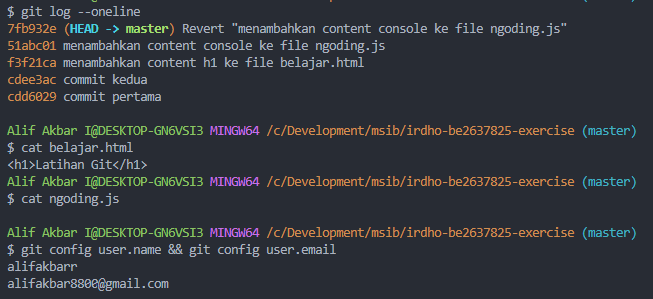 $ git log --oneline
7fb932e (HEAD -> master) Revert "menambahkan content console ke file ngoding.js"
51abc01 menambahkan content console ke file ngoding.js
f3f21ca menambahkan content h1 ke file belajar.html
cdee3ac commit kedua
cdd6029 commit pertama
Alif Akbar I@DESKTOP-GN6VSI3 MINGW64 /c/Development/msib/irdho-be2637825-exercise (master)
$ cat belajar.html
<h1>Latihan Git</h1>
Alif Akbar I@DESKTOP-GN6VSI3 MINGW64 /c/Development/msib/irdho-be2637825-exercise (master)
$ cat ngoding.js
Alif Akbar I@DESKTOP-GN6VSI3 MINGW64 /c/Development/msib/irdho-be2637825-exercise (master)
$ git config user.name && git config user.email
alifakbarr
alifakbar8800@gmail.com